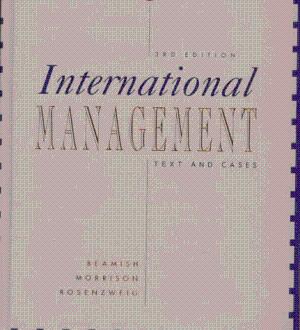 3RD EDITION
International
MANAGEMENT
TEXT AND CASES
BEAMISH
MORRISON
ROSENZWEIG